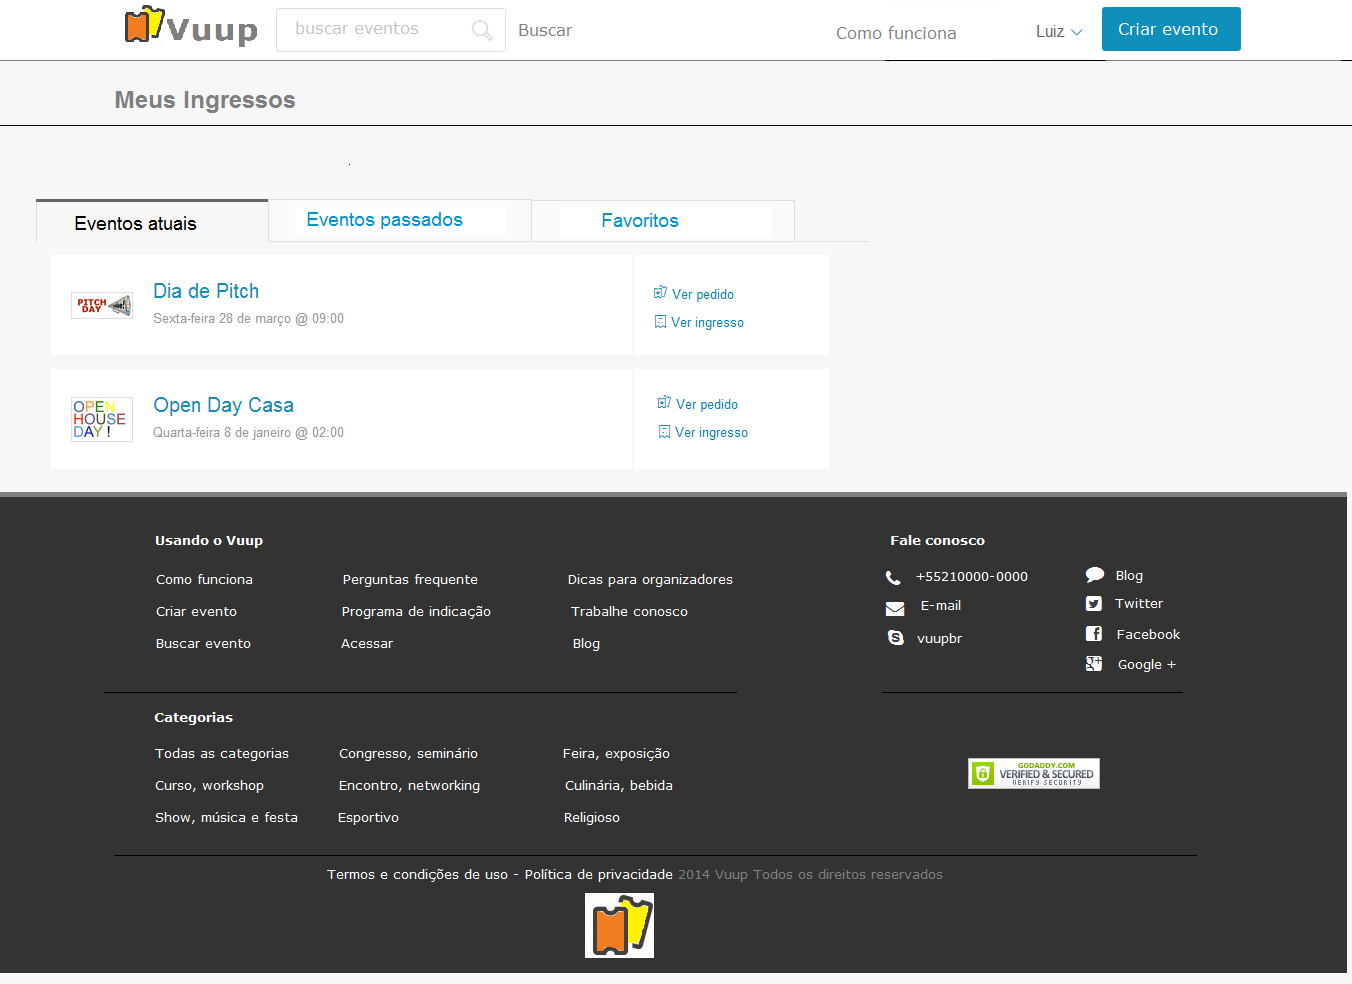 Vuup buscar eventos Buscar Como funciona Luiz Criar evento
Meus Ingressos
Eventos atuais Eventos passados Favoritos
PITCH DAY
Dia de Pitch
Sexta-feira 28 de março @ 09:00
Ver pedido
Ver ingresso
OPEN
HOUSE
DAY !
Open Day Casa
Quarta-feira 8 de janeiro @ 02:00
Ver pedido
Ver ingresso
Usando o Vuup
Como funciona Perguntas frequente Dicas para organizadores
Criar evento Programa de indicação Trabalhe conosco
Buscar evento Acessar Blog
Fale conosco
+55210000-0000
E-mail
vuupbr
Blog
Twitter
Facebook
Google +
Categorias
Todas as categorias Congresso, seminário Feira, exposição
Curso, workshop Encontro, networking Culinária, bebida
Show, música e festa Esportivo Religioso
GODADDY.COM
VERIFIED & SECURED
VERIFY SECURITY
Termos e condições de uso - Política de privacidade 2014 Vuup Todos os direitos reservados